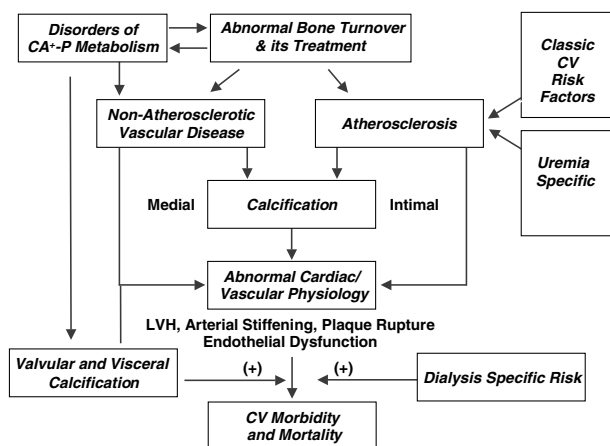 Disorders of
CA+-P Metabolism
Abnormal Bone Turnover
& its Treatment
Classic
CV
Risk
Factors
Non-Atherosclerotic
Vascular Disease
Atherosclerosis
Uremia
Specific
Medial
Calcification
Intimal
Abnormal Cardiac/
Vascular Physiology
LVH, Arterial Stiffening, Plaque Rupture
Endothelial Dysfunction
Valvular and Visceral
Calcification
(+)
(+)
Dialysis Specific Risk
CV Morbidity
and Mortality